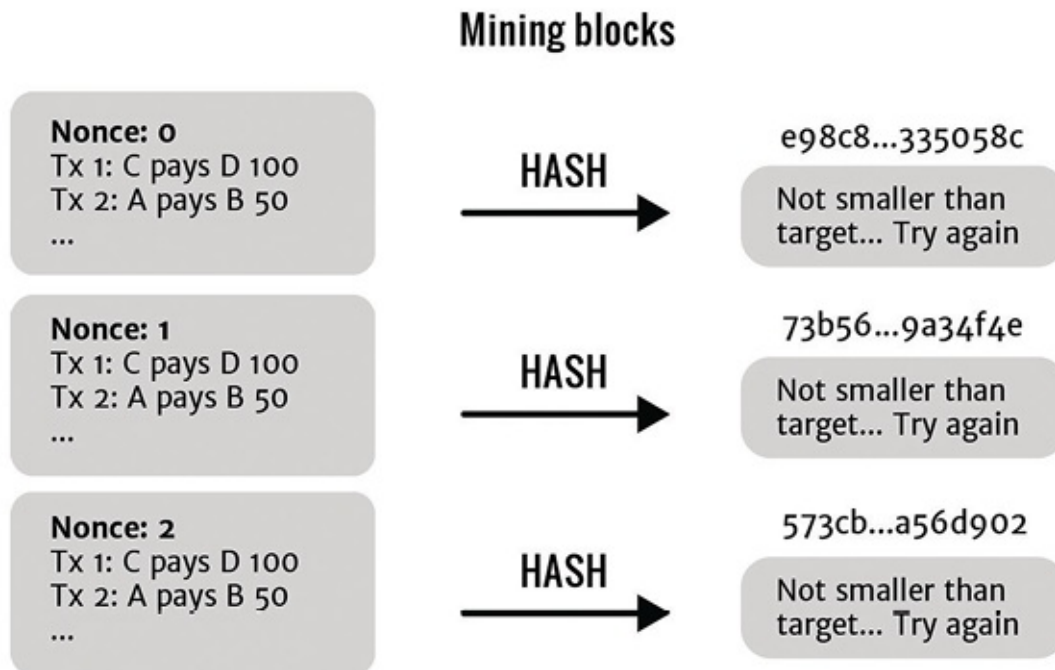 Mining blocks
Nonce: 0
Tx 1: C pays D 100
Tx 2: A pays B 50
...
HASH
e98c8...335058c
Not smaller than
target... Try again
Nonce: 1
Tx 1: C pays D 100
Tx 2: A pays B 50
...
HASH
73b56...9a34f4e
Not smaller than
target... Try again
Nonce: 2
Tx 1: C pays D 100
Tx 2: A pays B 50
...
HASH
573cb...a56d902
Not smaller than
target... Try again